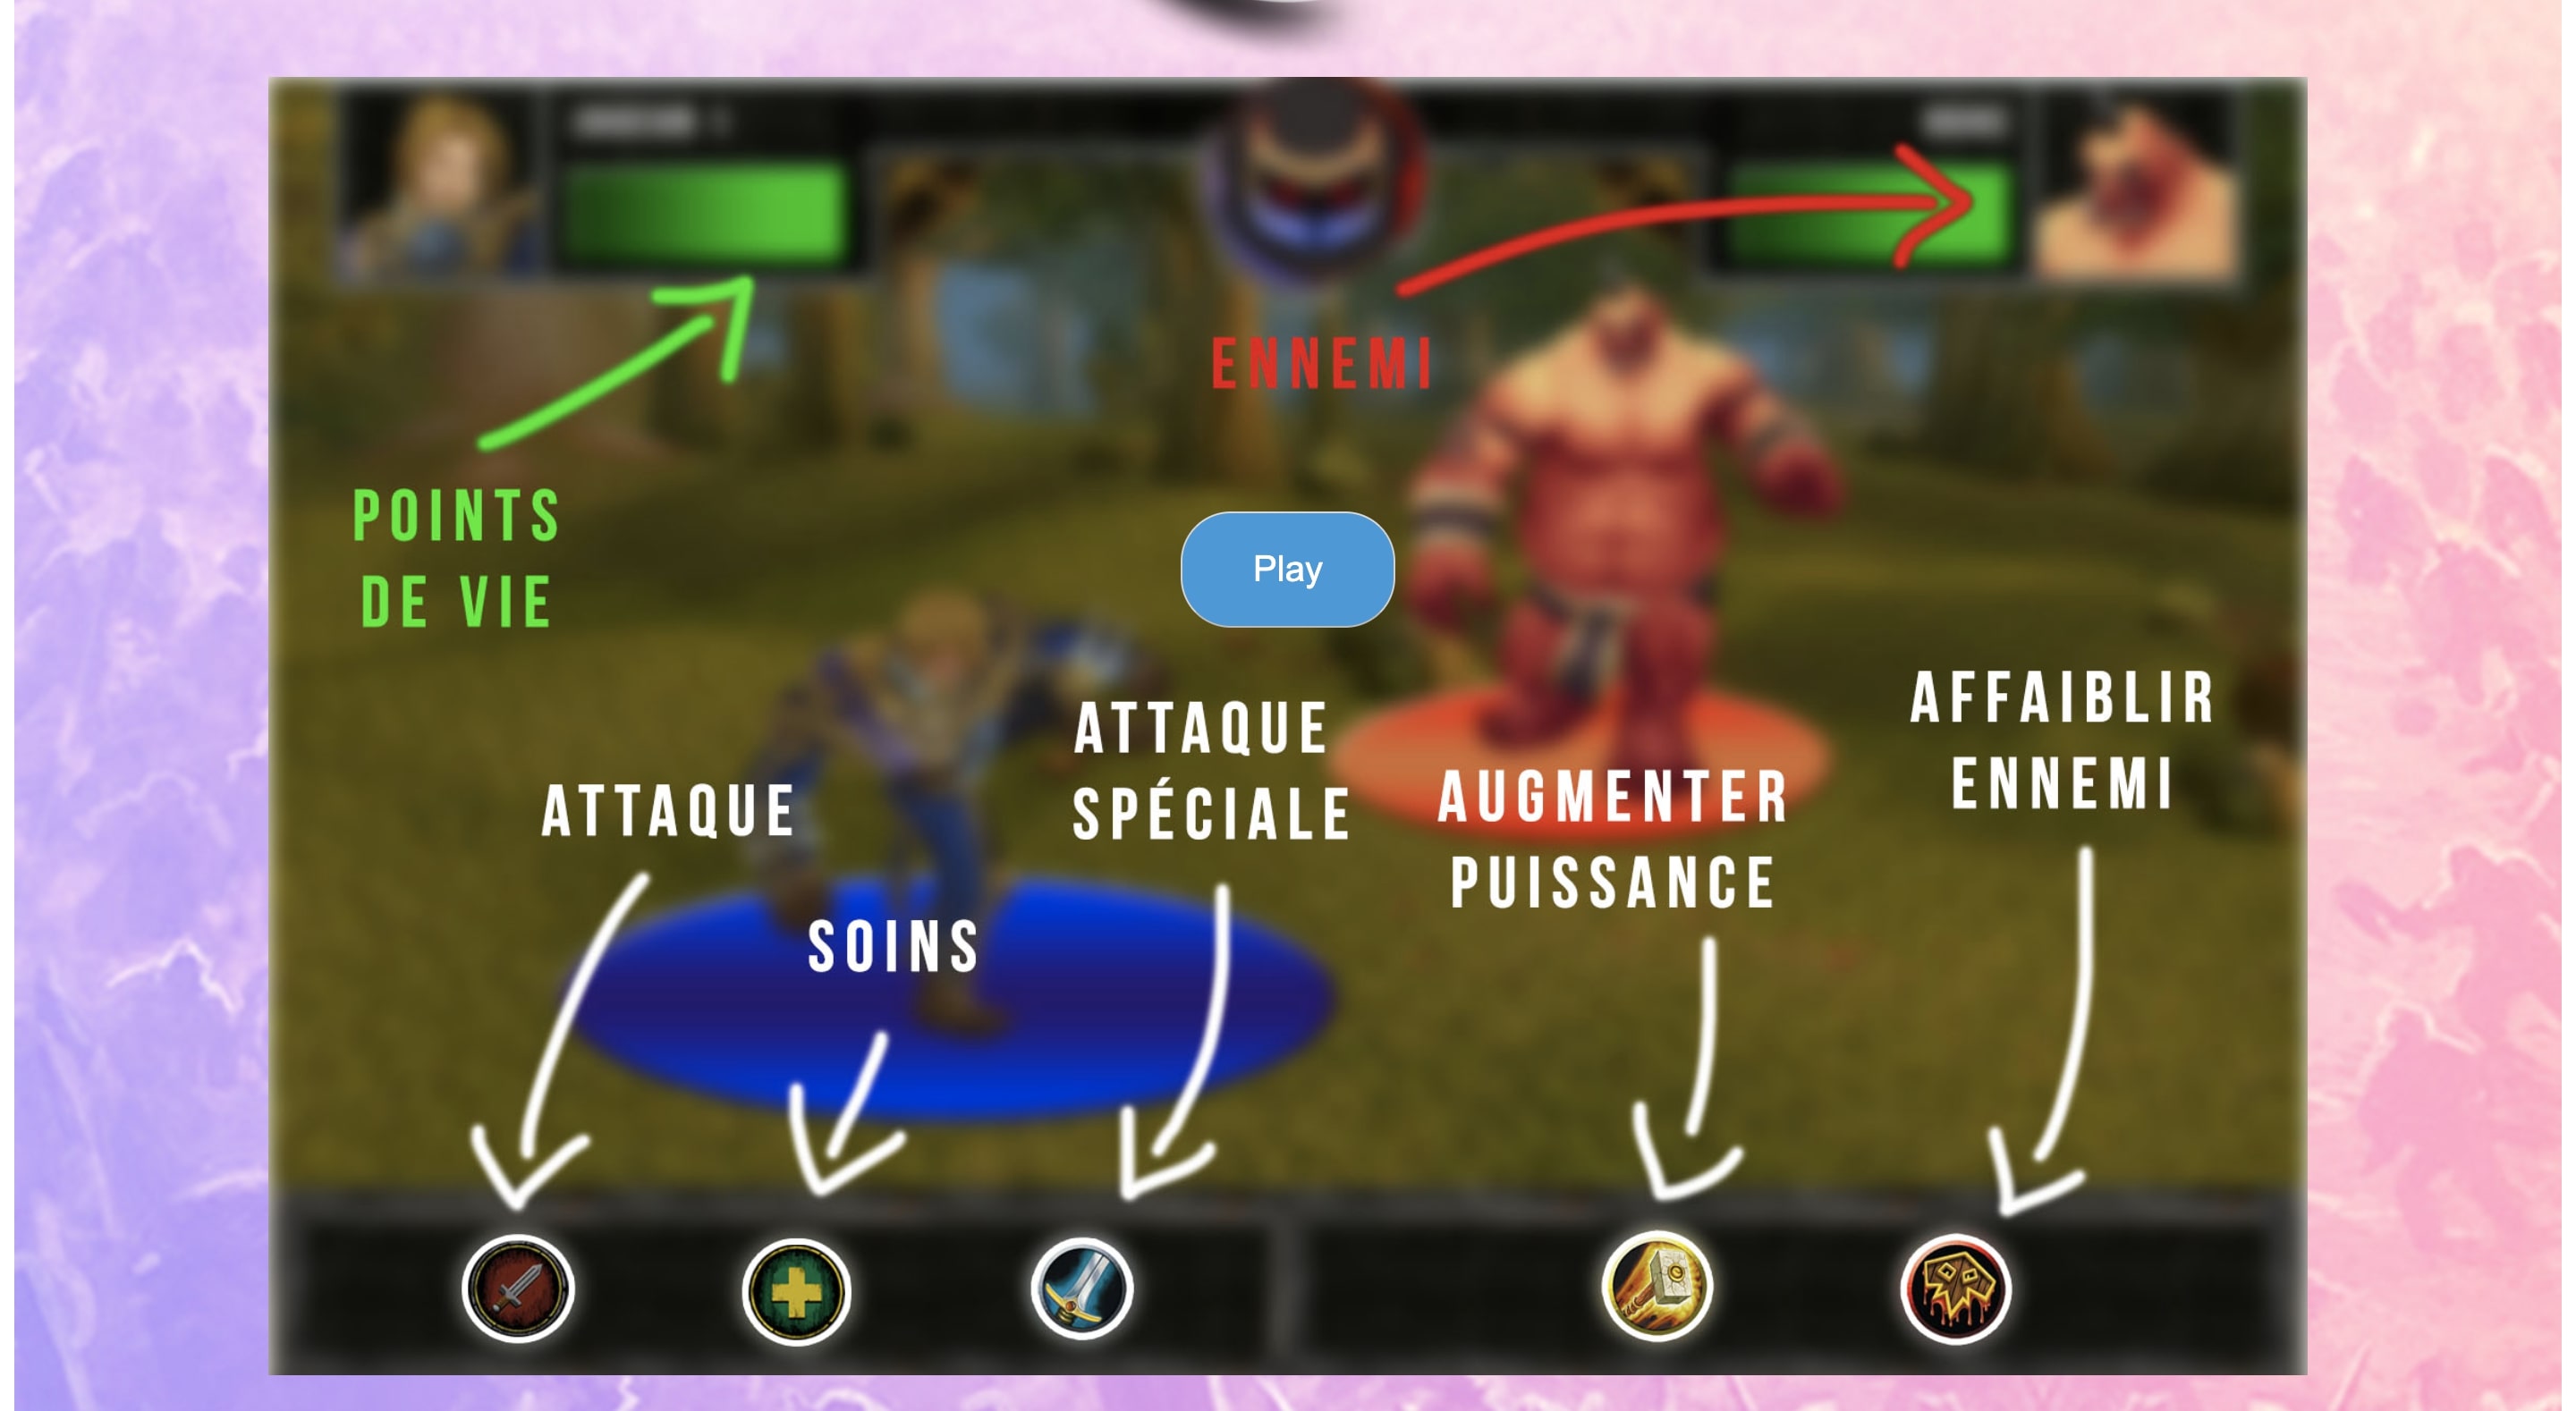 ENNEMI
POINTS
DE VIE
Play
ATTAQUE
SOINS
ATTAQUE
SPÉCIALE
AUGMENTER
PUISSANCE
AFFAIBLIR
ENNEMI